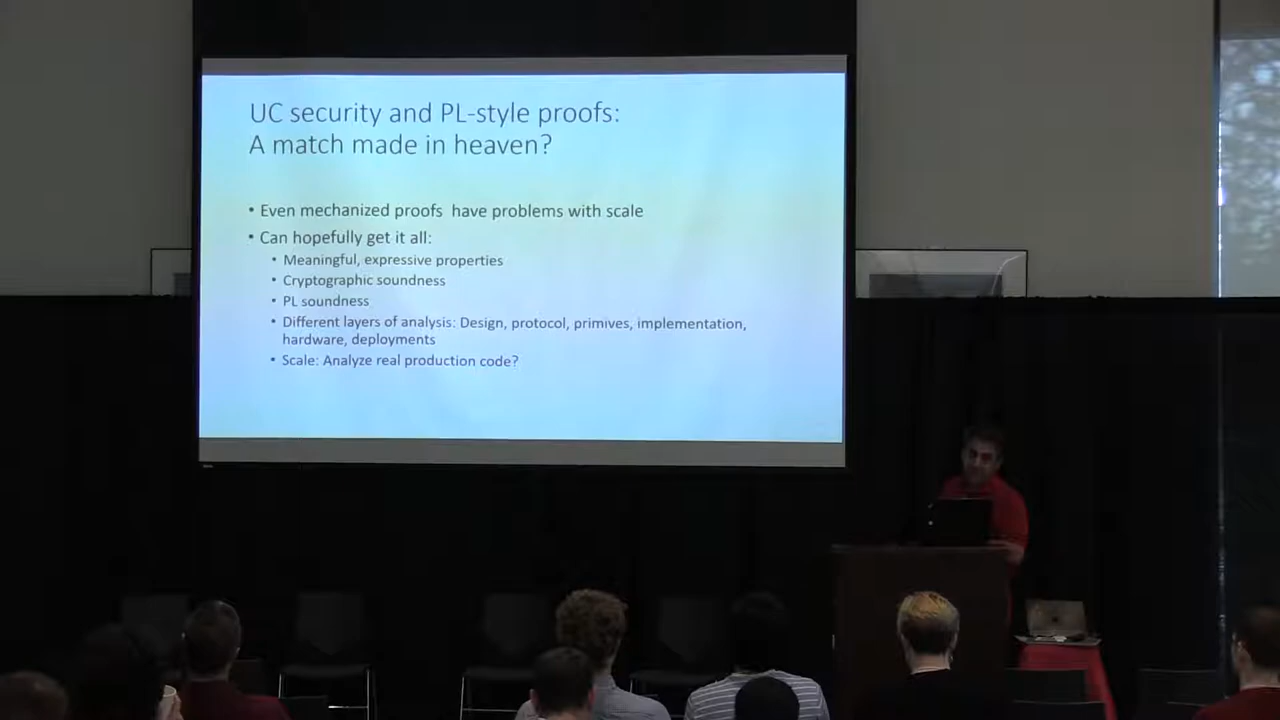 UC security and PL-style proofs:
A match made in heaven?
• Even mechanized proofs have problems with scale
• Can hopefully get it all:
• Meaningful, expressive properties
• Cryptographic soundness
• PL soundness
• Different layers of analysis: Design, protocol, primives, implementation,
hardware, deployments
• Scale: Analyze real production code?